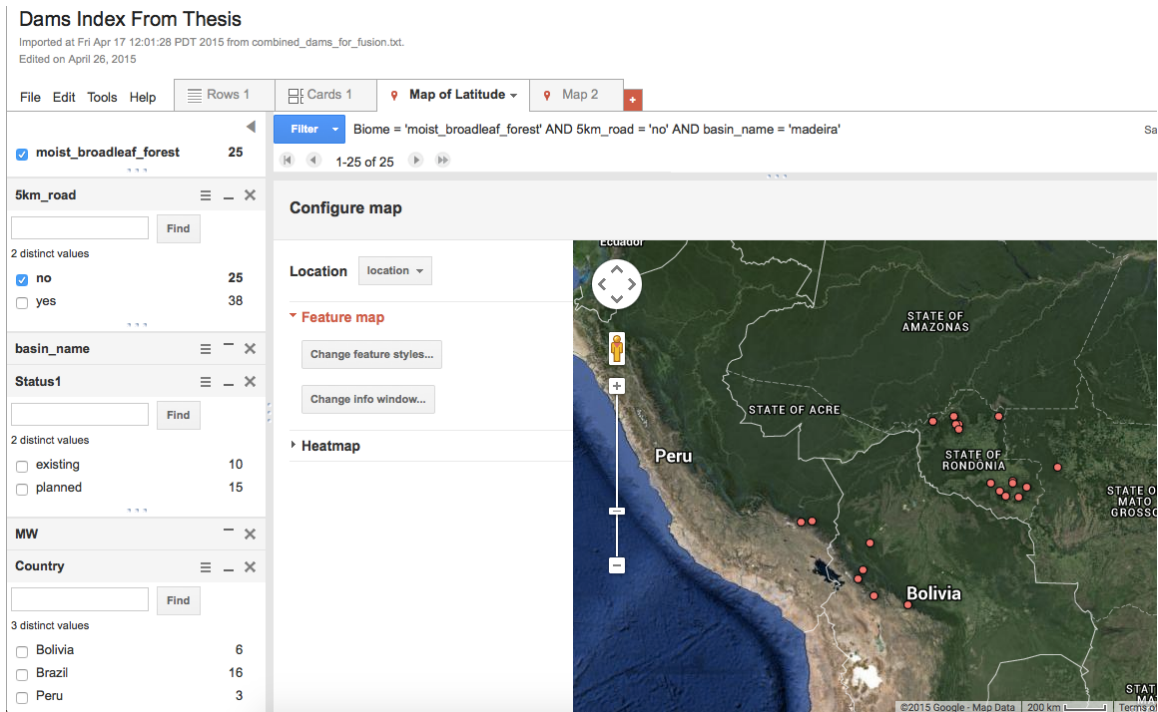 Dams Index From Thesis
Imported at Fri Apr 17 12:01:28 PDT 2015 from combined_dams_for_fusion.txt.
Edited on April 26, 2015
File Edit Tools Help Rows 1 Cards 1 Map of Latitude Map 2 +
Filter Biome = 'moist_broadleaf_forest' AND 5km_road = 'no' AND basin_name = 'madeira' Sa
1-25 of 25
moist_broadleaf_forest 25
5km_road
Find
2 distinct values
no 25
yes 38
basin_name
Status1
Find
2 distinct values
existing 10
planned 15
MW
Country
Find
3 distinct values
Bolivia 6
Brazil 16
Peru 3
Configure map
Location location
Feature map
Change feature styles...
Change info window...
Heatmap
Ecuador
STATE OF
AMAZONAS
STATE OF ACRE
Peru
STATE OF
RONDÔNIA
STATE O
MATO
GROSSO
Bolivia
STAT
MA
©2015 Google - Map Data 200 km Terms of